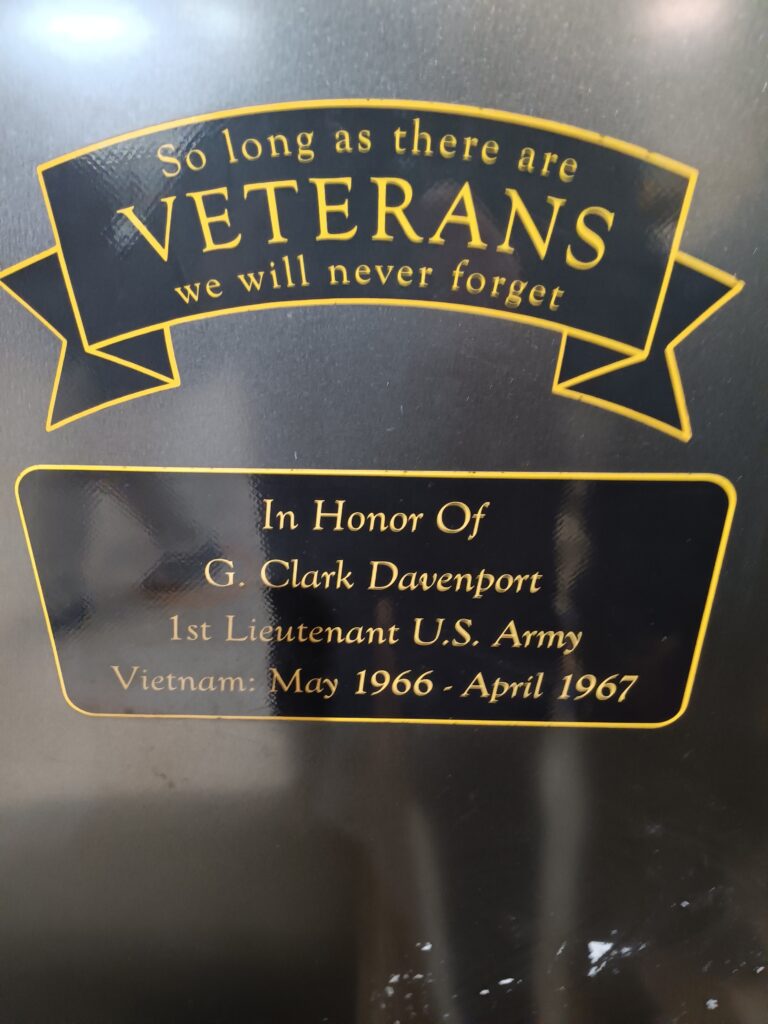 So long as there are
VETERANS
we will never forget
In Honor Of
G. Clark Davenport
1st Lieutenant U.S. Army
Vietnam: May 1966 - April 1967